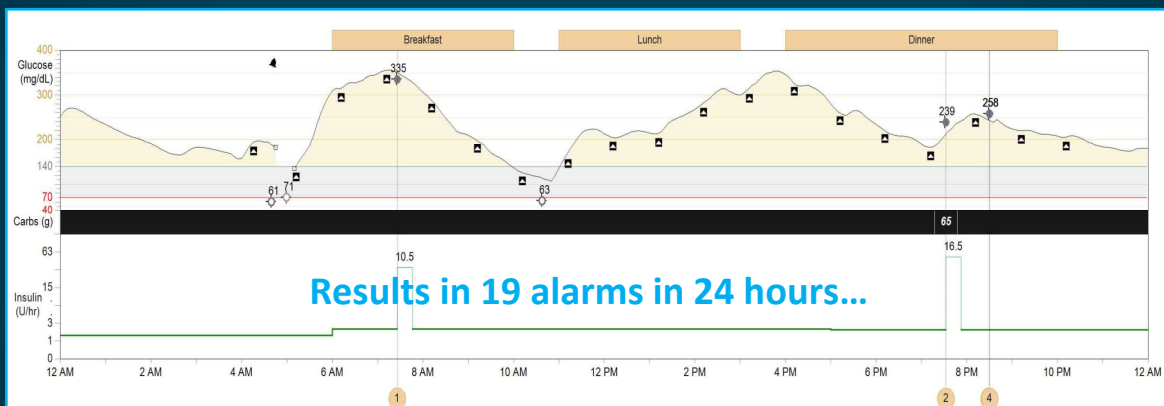 Breakfast Lunch Dinner
400
Glucose
(mg/dL)
300
200
140
70
40
335
239
258
61
71
63
Carbs (g)
65
63
15
Insulin
(U/hr)
3
1
0
10.5
16.5
Results in 19 alarms in 24 hours…
12 AM 2 AM 4 AM 6 AM 8 AM 10 AM 12 PM 2 PM 4 PM 6 PM 8 PM 10 PM 12 AM
1 2 4